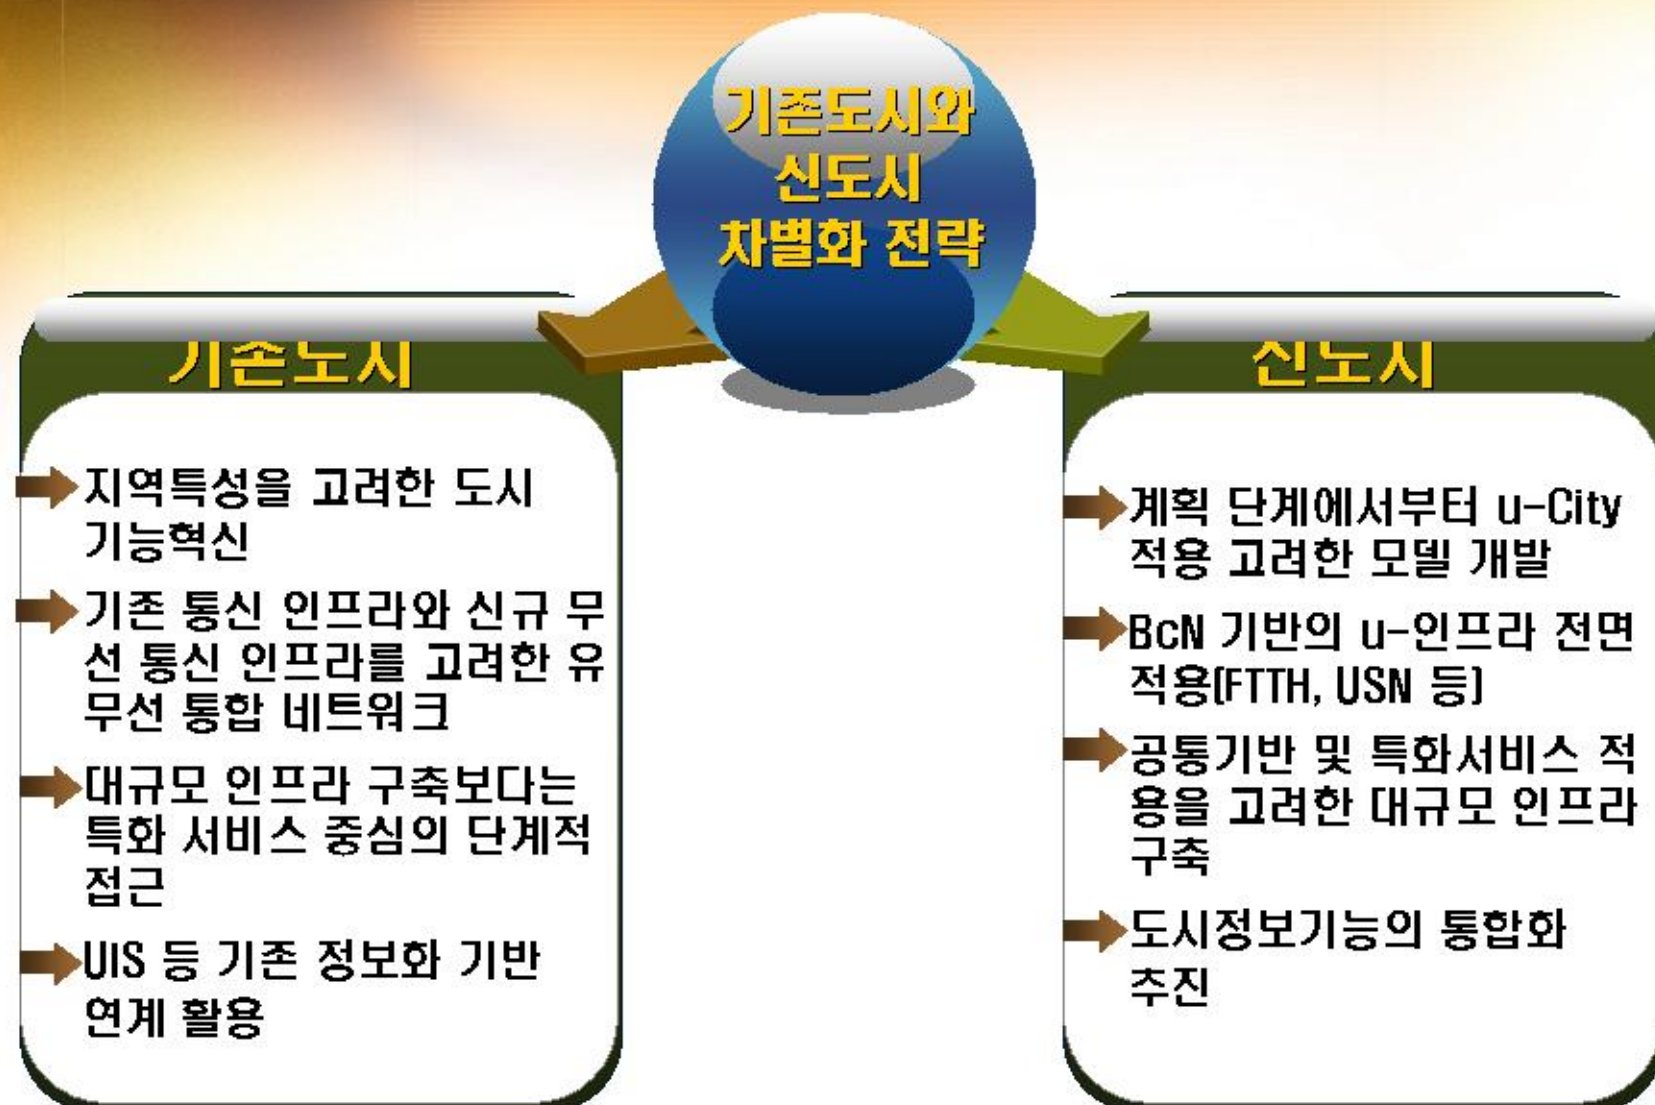 기존도시와
신도시
차별화 전략
기존도시
지역특성을 고려한 도시
기능혁신
기존 통신 인프라와 신규 무
선 통신 인프라를 고려한 유
무선 통합 네트워크
대규모 인프라 구축보다는
특화 서비스 중심의 단계적
접근
UIS 등 기존 정보화 기반
연계 활용
신도시
계획 단계에서부터 u-City
적용 고려한 모델 개발
BcN 기반의 u-인프라 전면
적용(FTTH, USN 등)
공통기반 및 특화서비스 적
용을 고려한 대규모 인프라
구축
도시정보기능의 통합화
추진